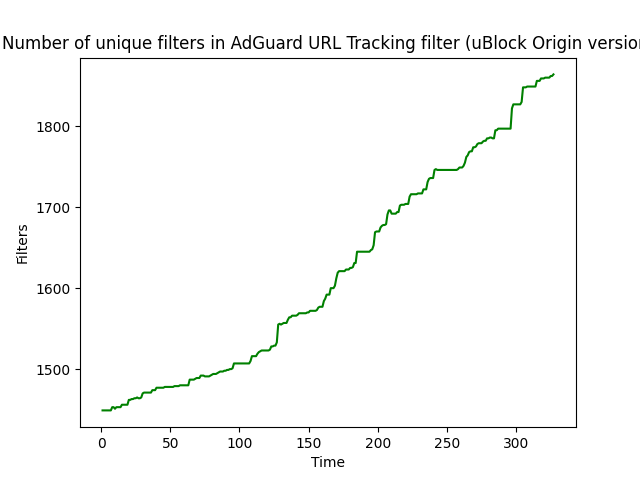 Number of unique filters in AdGuard URL Tracking filter (uBlock Origin version
Filters
1800
1700
1600
1500
0 50 100 150 200 250 300
Time